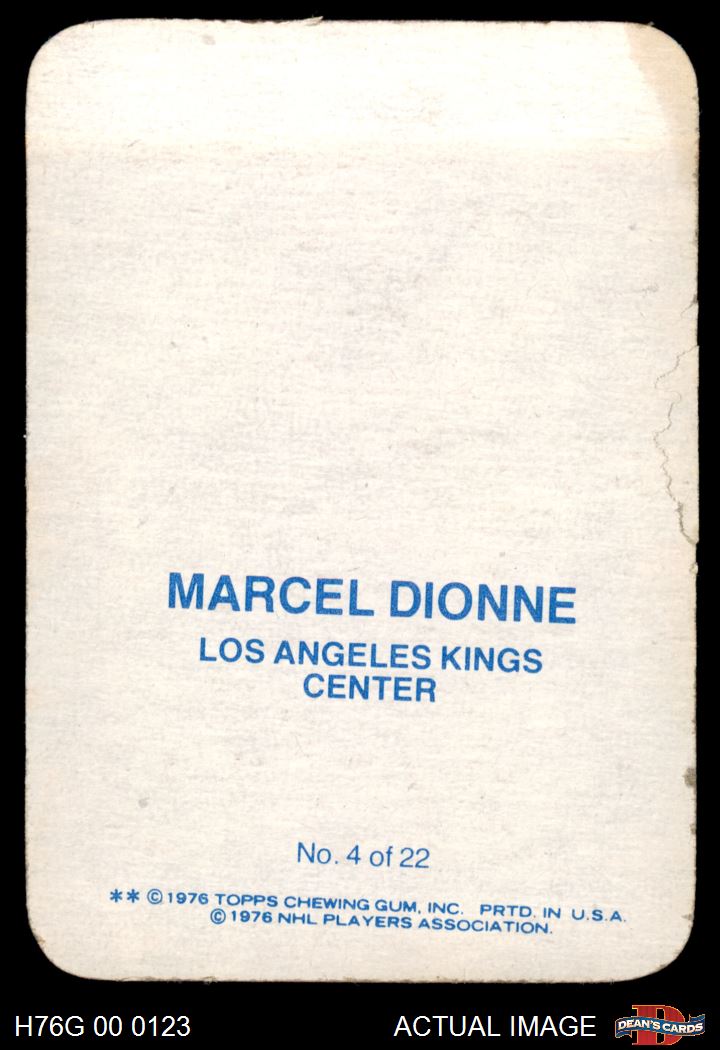 MARCEL DIONNE
LOS ANGELES KINGS
CENTER
No. 4 of 22
** © 1976 TOPPS CHEWING GUM, INC. PRTD. IN U.S.A.
© 1976 NHL PLAYERS ASSOCIATION.
H76G 00 0123
ACTUAL IMAGE
D
DEAN'S CARDS